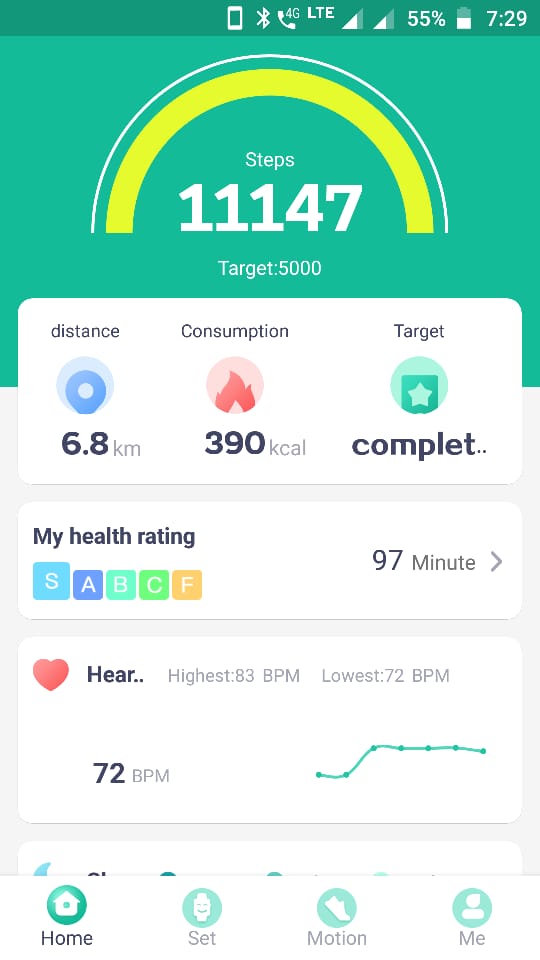 4G LTE 55% 7:29
Steps
11147
Target:5000
distance Consumption Target
6.8 km 390 kcal complet..
My health rating
97 Minute
S A B C F
Hear.. Highest:83 BPM Lowest:72 BPM
72 BPM
Home Set Motion Me